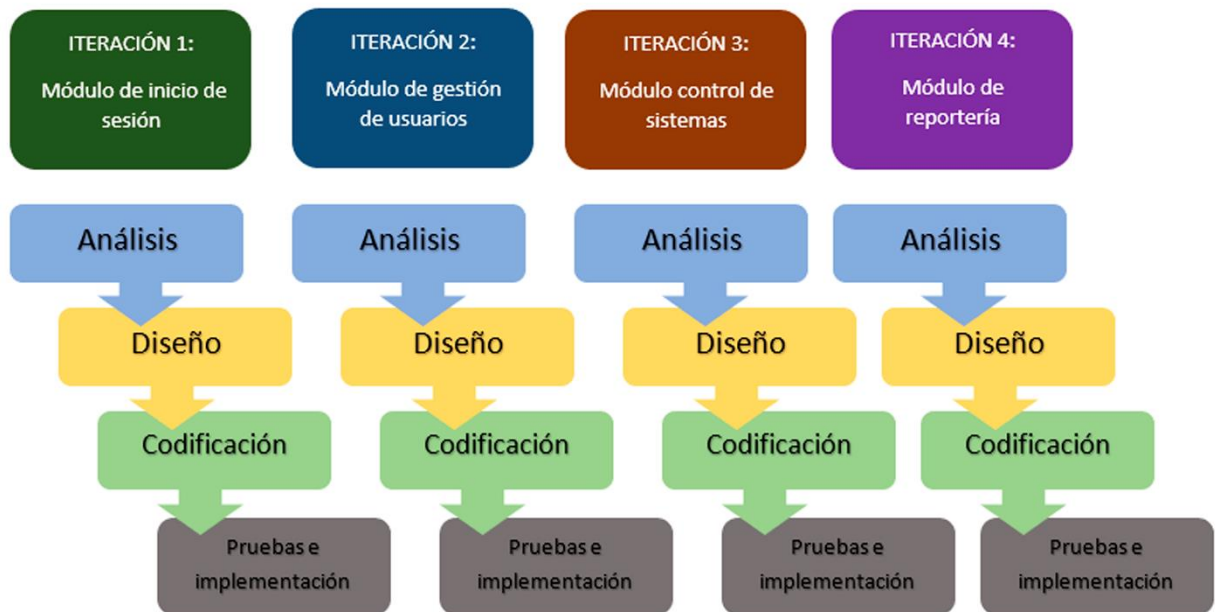 ITERACIÓN 1:
Módulo de inicio de
sesión
ITERACIÓN 2:
Módulo de gestión
de usuarios
ITERACIÓN 3:
Módulo control de
sistemas
ITERACIÓN 4:
Módulo de
reportería
Análisis
Diseño
Codificación
Pruebas e
implementación
Análisis
Diseño
Codificación
Pruebas e
implementación
Análisis
Diseño
Codificación
Pruebas e
implementación
Análisis
Diseño
Codificación
Pruebas e
implementación